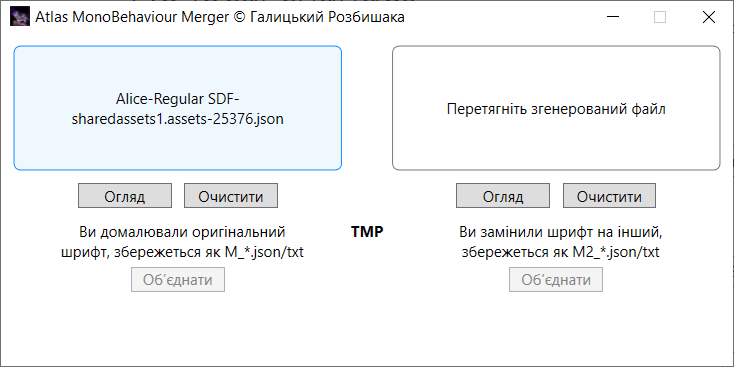 Atlas MonoBehaviour Merger © Галицький Розбишака
Alice-Regular SDF-
sharedassets1.assets-25376.json
Перетягніть згенерований файл
Огляд
Очистити
Огляд
Очистити
Ви домалювали оригінальний
шрифт, збережеться як M_*.json/txt
TMP
Ви замінили шрифт на інший,
збережеться як M2_*.json/txt
Об’єднати
Об’єднати